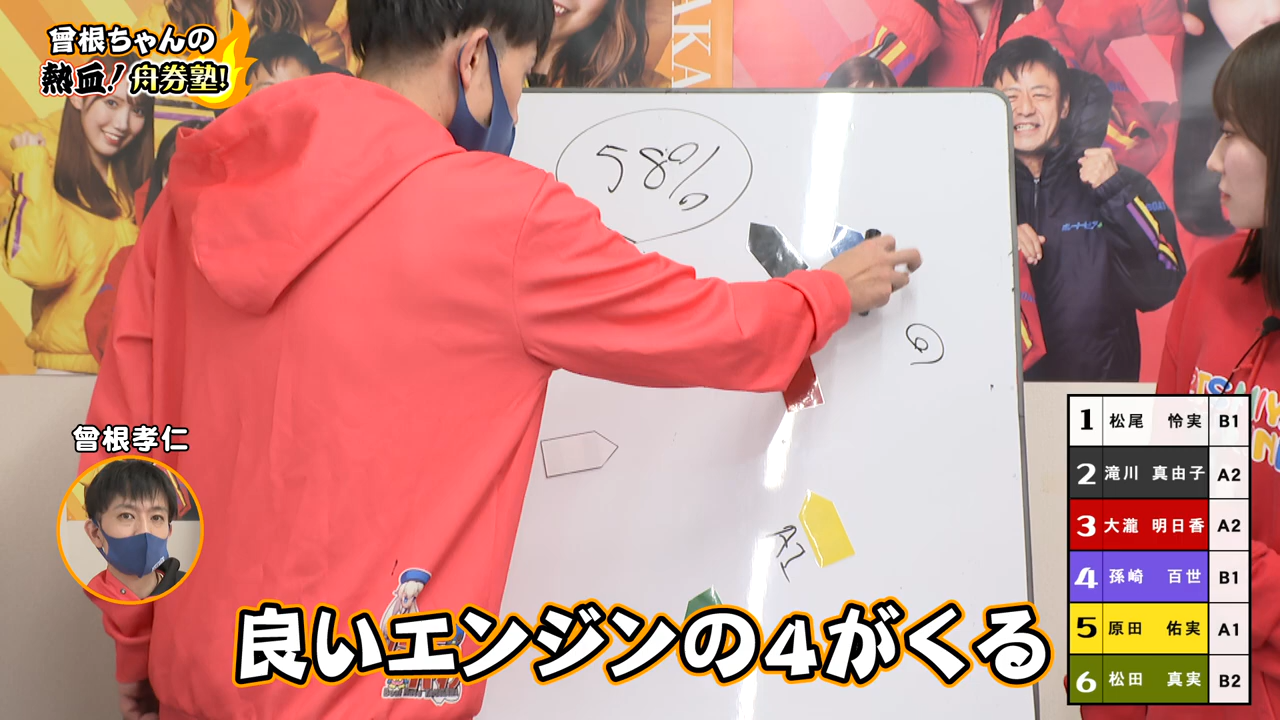 曾根ちゃんの
熱血!舟券塾!
AKA
58%
6
A1
曾根孝仁
1 松尾 怜実 B1
2 滝川 真由子 A2
3 大瀧 明日香 A2
4 孫崎 百世 B1
5 原田 佑実 A1
6 松田 真実 B2
良いエンジンの4がくる